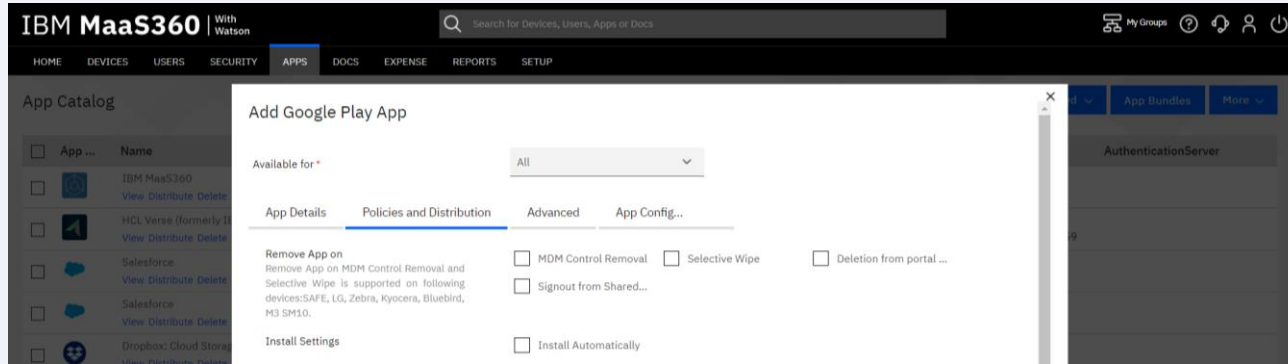 IBM MaaS360 | With Watson
Search for Devices, Users, Apps or Docs
My Groups
HOME DEVICES USERS SECURITY APPS DOCS EXPENSE REPORTS SETUP
App Catalog
App Bundles More
Add Google Play App
App ... Name AuthenticationServer
Available for * All
IBM MaaS360
View Distribute Delete
App Details Policies and Distribution Advanced App Config...
HCL Verse (formerly
View Distribute Delete
Remove App on
Remove App on MDM Control Removal and
Selective Wipe is supported on following
devices:SAFE, LG, Zebra, Kyocera, Bluebird,
M3 SM10.
MDM Control Removal Selective Wipe Deletion from portal ...
Signout from Shared...
Salesforce
View Distribute Delete
Salesforce
View Distribute Delete
Install Settings Install Automatically
Dropbox: Cloud
View Distribute Delete